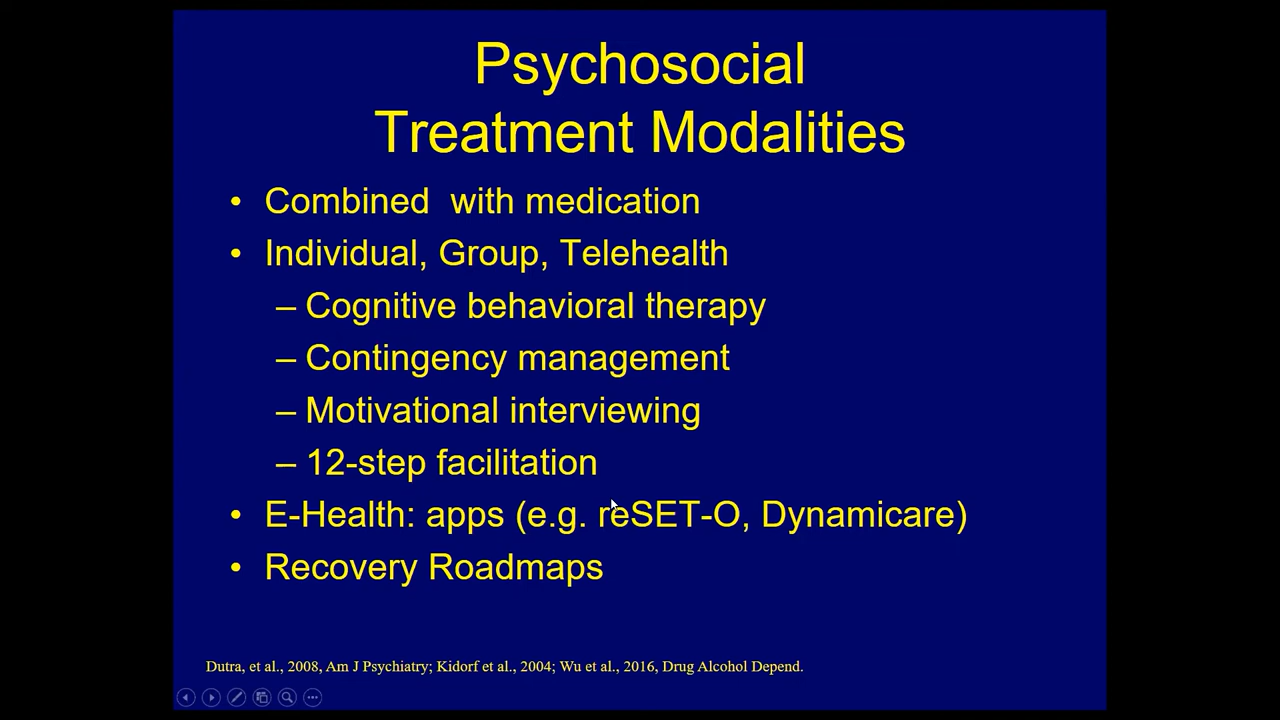 Psychosocial
Treatment Modalities
• Combined  with medication
• Individual, Group, Telehealth
– Cognitive behavioral therapy
– Contingency management
– Motivational interviewing
– 12-step facilitation
• E-Health: apps (e.g. reSET-O, Dynamicare)
• Recovery Roadmaps
Dutra, et al., 2008, Am J Psychiatry; Kidorf et al., 2004; Wu et al., 2016, Drug Alcohol Depend.